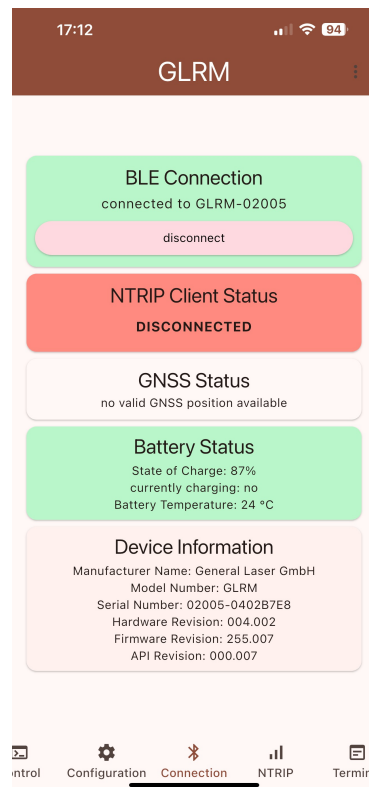 17:12
94
GLRM
BLE Connection
connected to GLRM-02005
disconnect
NTRIP Client Status
DISCONNECTED
GNSS Status
no valid GNSS position available
Battery Status
State of Charge: 87%
currently charging: no
Battery Temperature: 24 °C
Device Information
Manufacturer Name: General Laser GmbH
Model Number: GLRM
Serial Number: 02005-0402B7E8
Hardware Revision: 004.002
Firmware Revision: 255.007
API Revision: 000.007
ntrol Configuration Connection NTRIP Termin